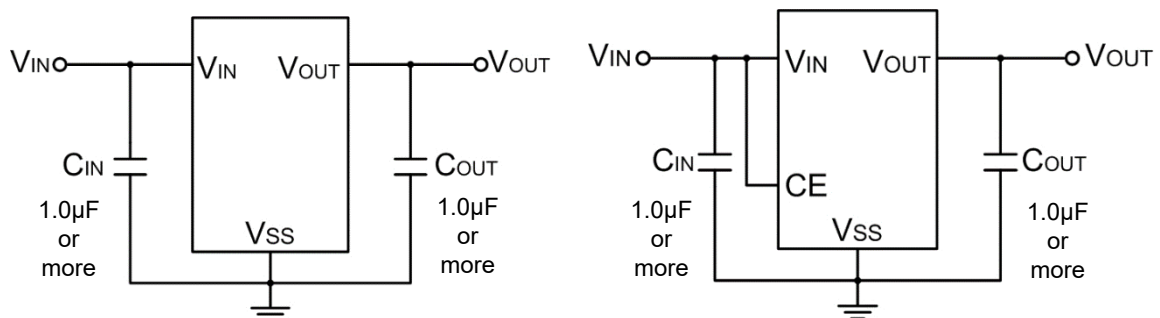 VIN
VIN
VOUT
VOUT
CIN
1.0µF
or
more
COUT
1.0µF
or
more
VSS
VIN
VIN
VOUT
VOUT
CIN
1.0µF
or
more
CE
COUT
1.0µF
or
more
VSS